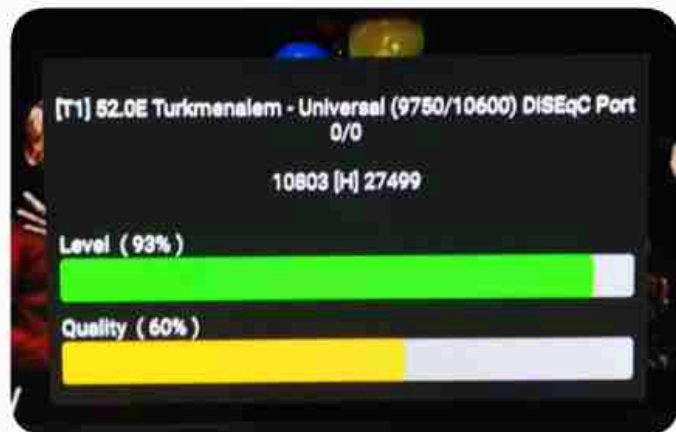 [T1] 52.0E Turkmenalem - Universal (9750/10600) DiSEqC Port
0/0
10803 [H] 27499
Level ( 93% )
Quality ( 60% )